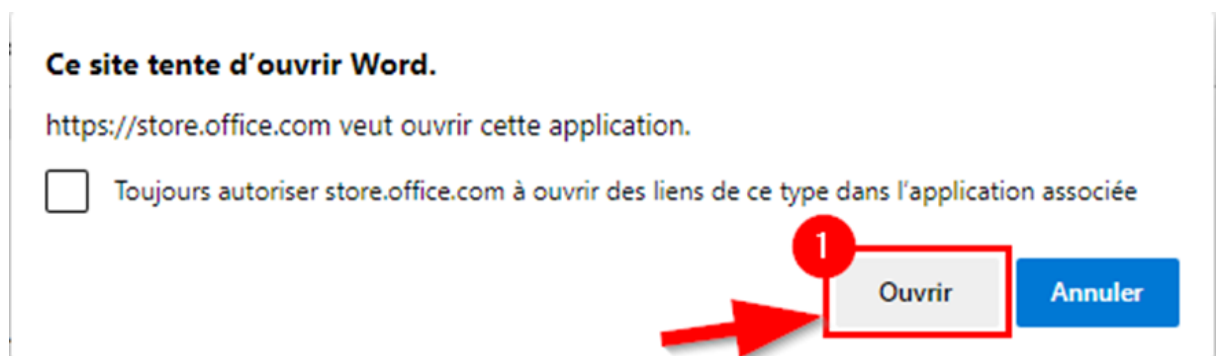 Ce site tente d’ouvrir Word.
https://store.office.com veut ouvrir cette application.
Toujours autoriser store.office.com à ouvrir des liens de ce type dans l’application associée
1
Ouvrir
Annuler